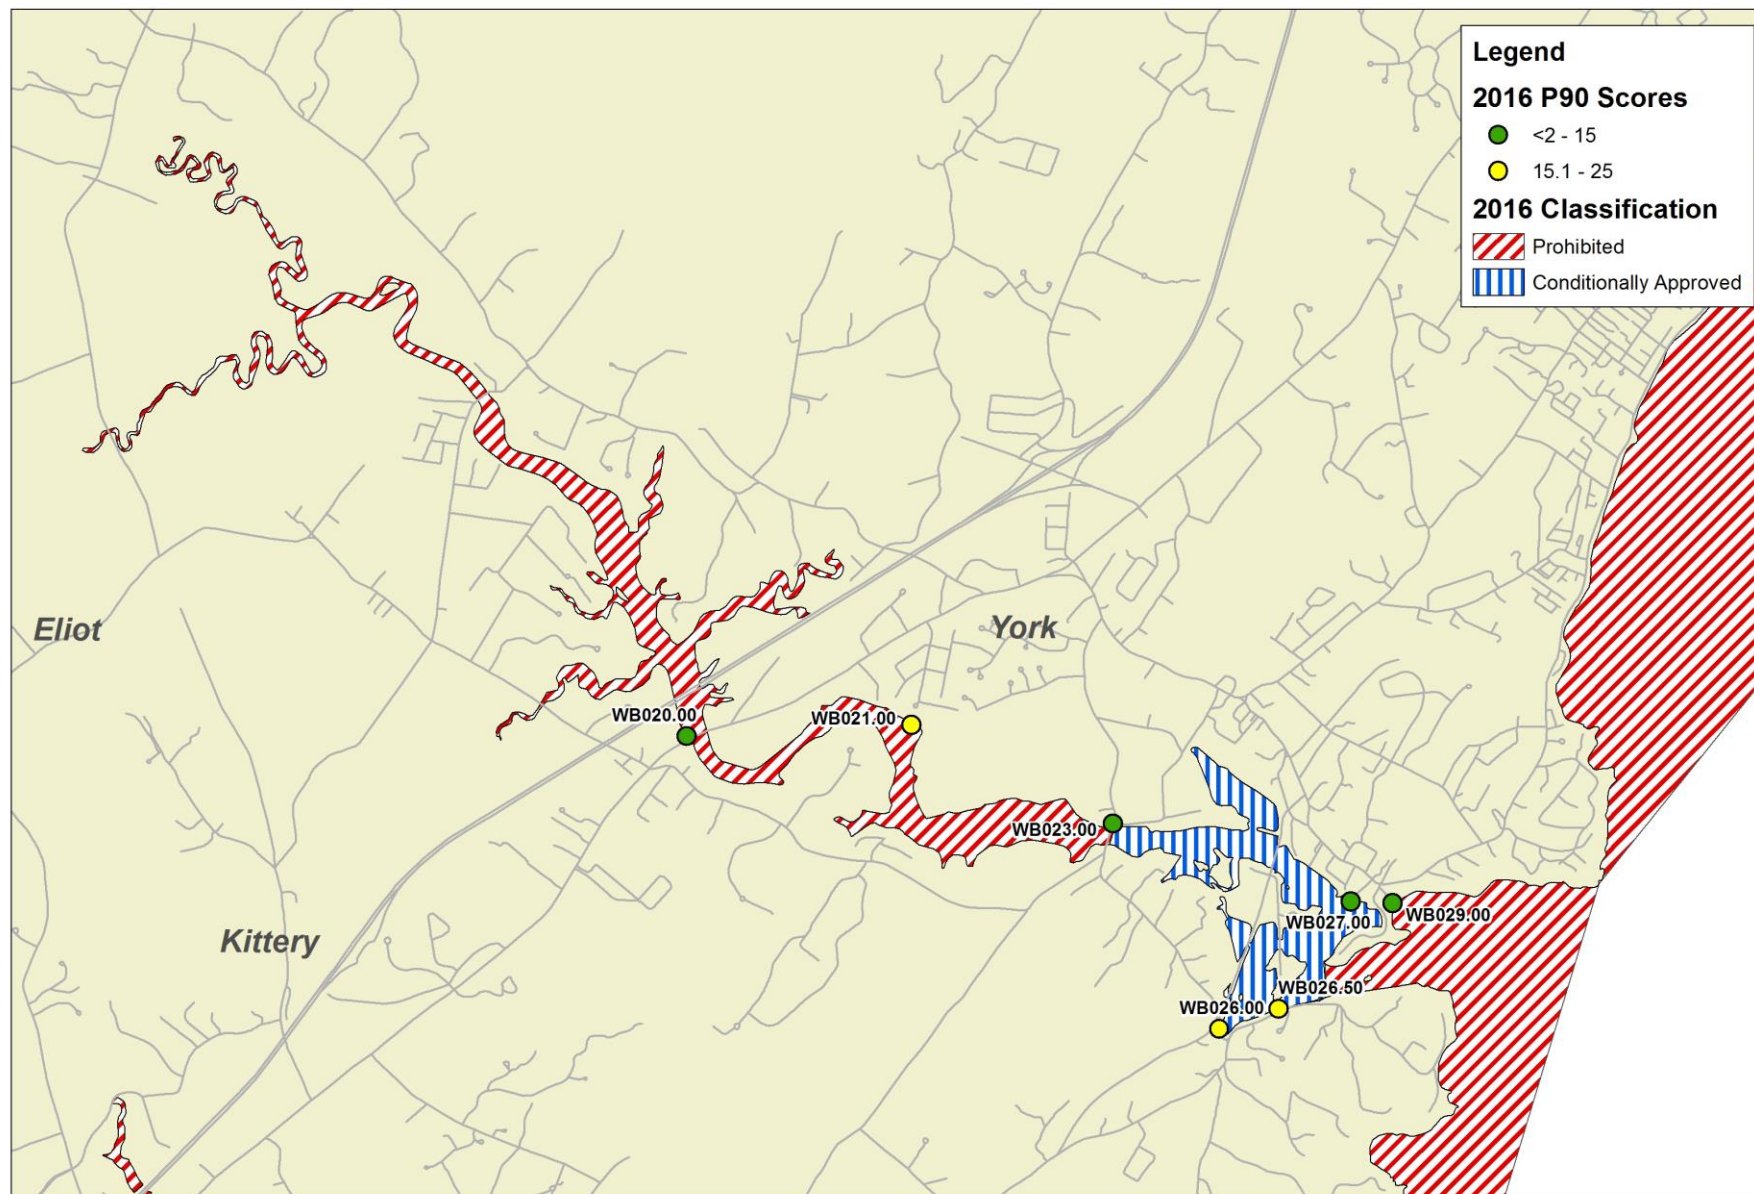 Legend
2016 P90 Scores
<2 - 15
15.1 - 25
2016 Classification
Prohibited
Conditionally Approved
Eliot
York
WB020.00
WB021.00
WB023.00
WB027.00
WB029.00
Kittery
WB026.50
WB026.00